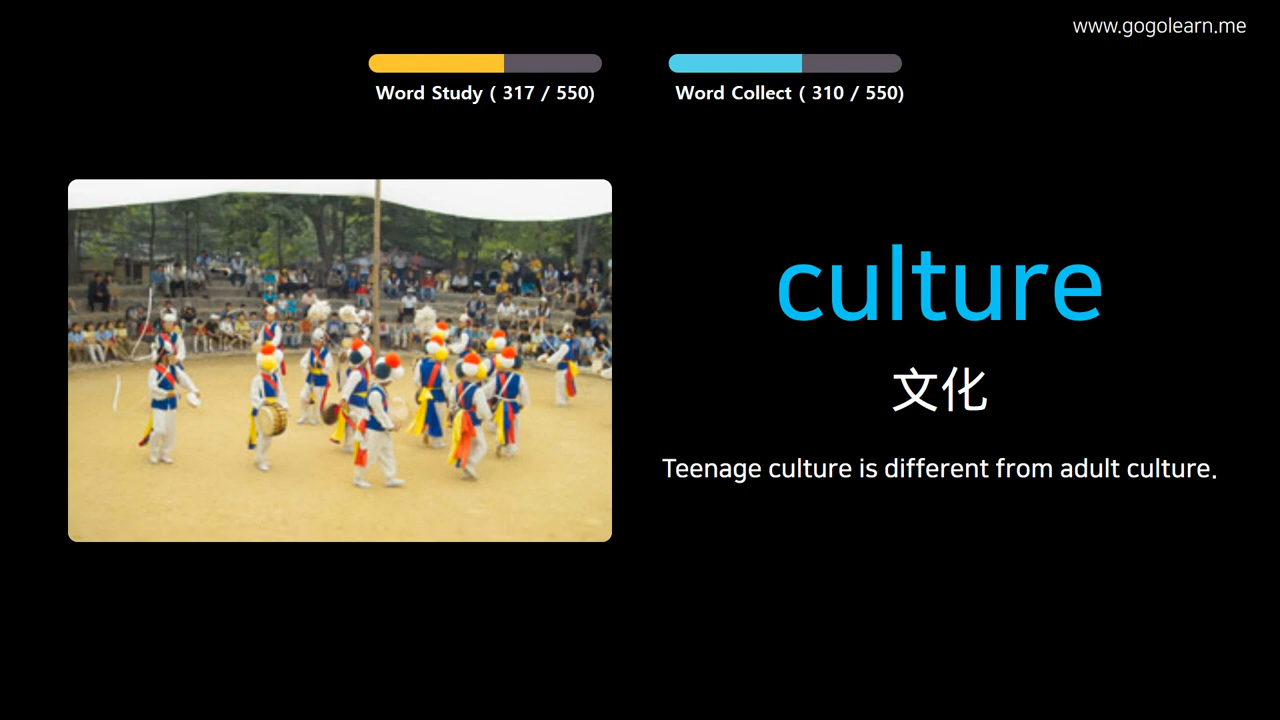 www.gogolearn.me
Word Study ( 317 / 550)
Word Collect ( 310 / 550)
culture
文化
Teenage culture is different from adult culture.